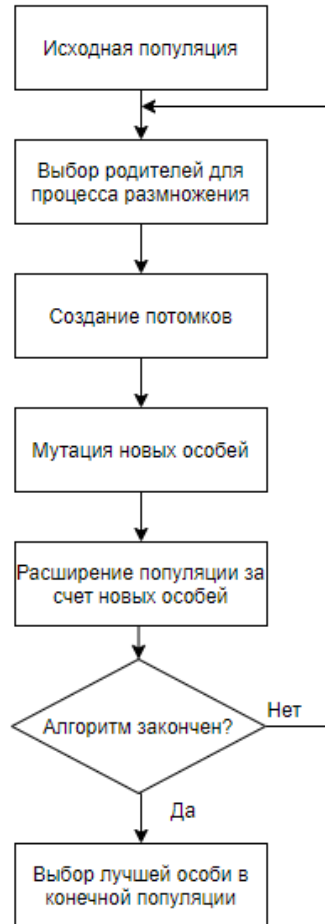 Исходная популяция
Выбор родителей для
процесса размножения
Создание потомков
Мутация новых особей
Расширение популяции за
счет новых особей
Алгоритм закончен?
Нет
Да
Выбор лучшей особи в
конечной популяции